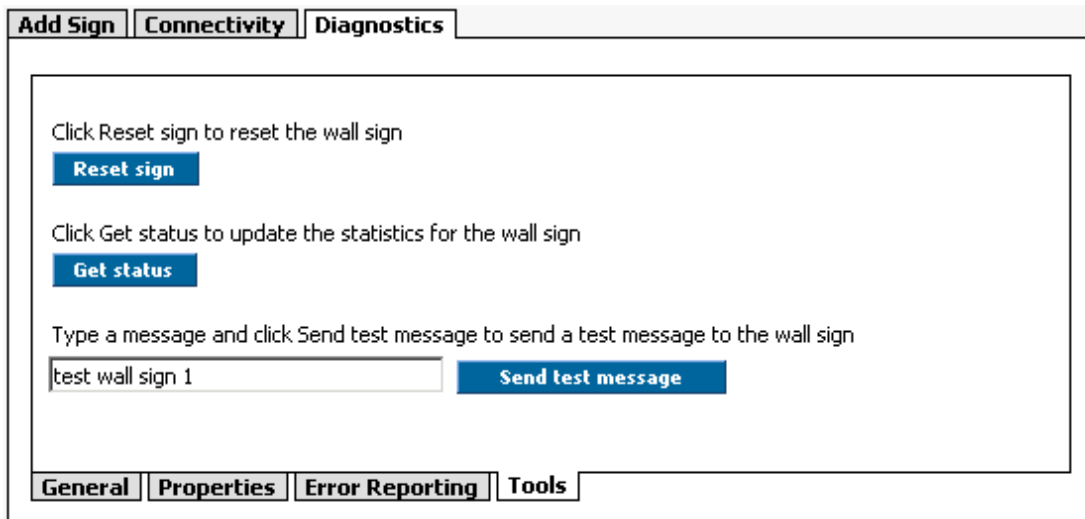 Add Sign Connectivity Diagnostics
Click Reset sign to reset the wall sign
Reset sign
Click Get status to update the statistics for the wall sign
Get status
Type a message and click Send test message to send a test message to the wall sign
test wall sign 1 Send test message
General Properties Error Reporting Tools